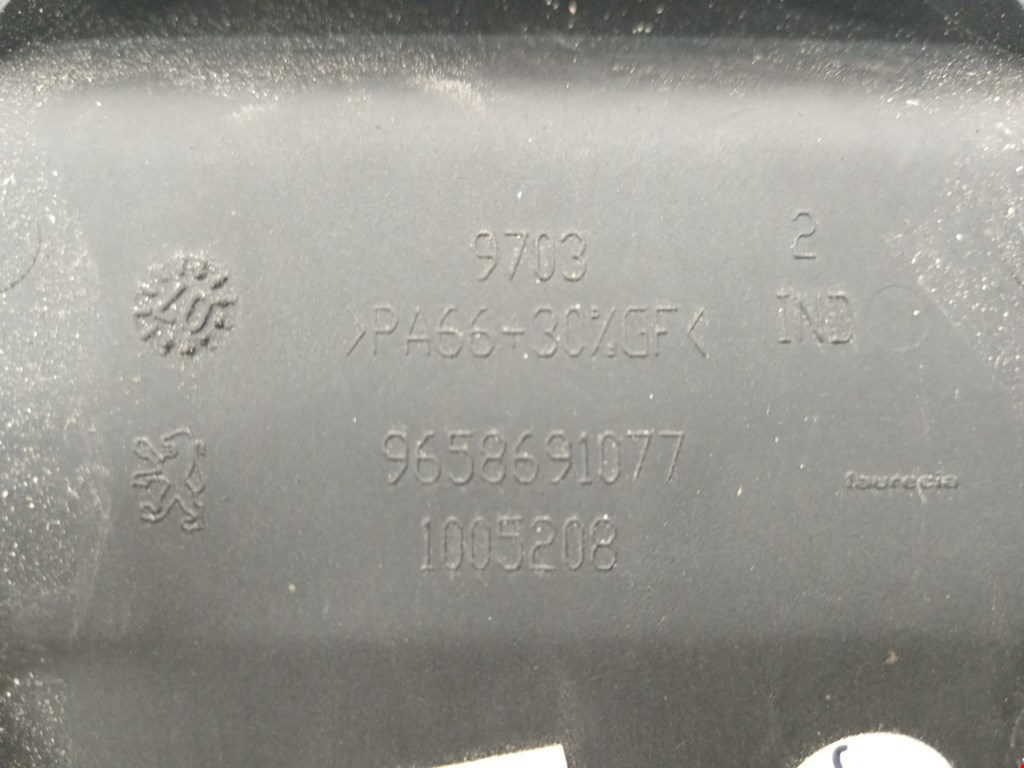 9703
2
>PA66-30%GF<
IND
9658691077
faurecia
1005208